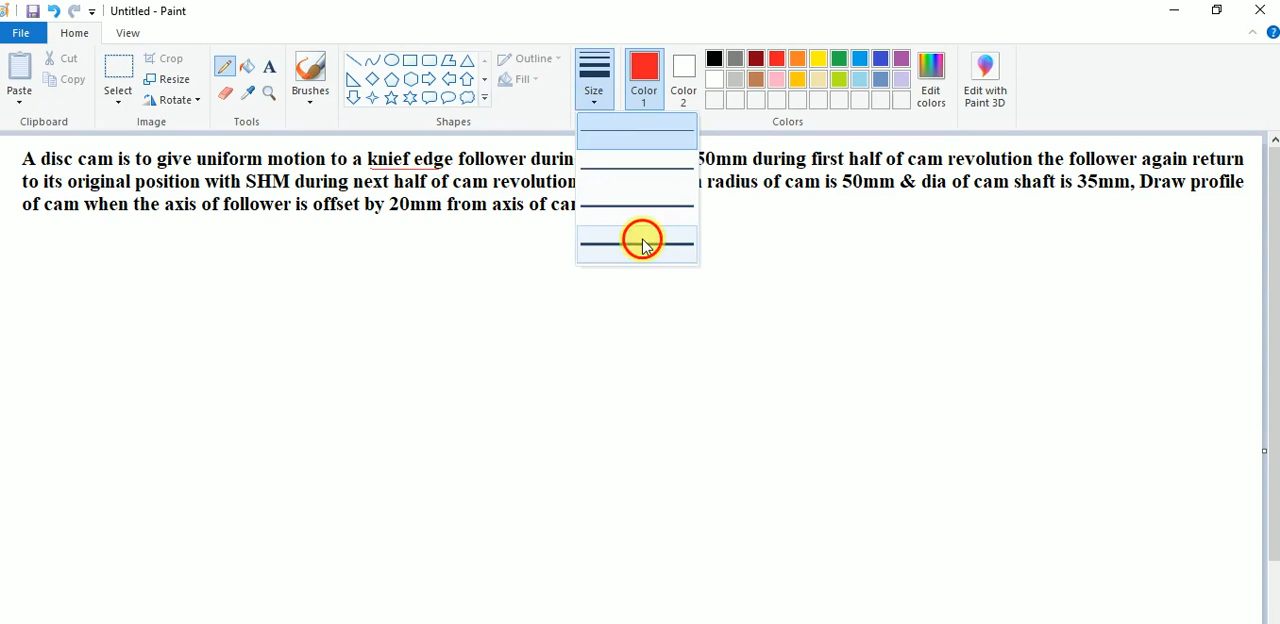 Untitled - Paint
File Home View
Paste Cut Copy Clipboard
Select Crop Resize Rotate Image
Tools
Brushes
Outline Fill Shapes
Size
Color 1
Color 2
Edit colors
Colors
Edit with Paint 3D
A disc cam is to give uniform motion to a knief edge follower durin 50mm during first half of cam revolution the follower again return
to its original position with SHM during next half of cam revolution radius of cam is 50mm & dia of cam shaft is 35mm, Draw profile
of cam when the axis of follower is offset by 20mm from axis of